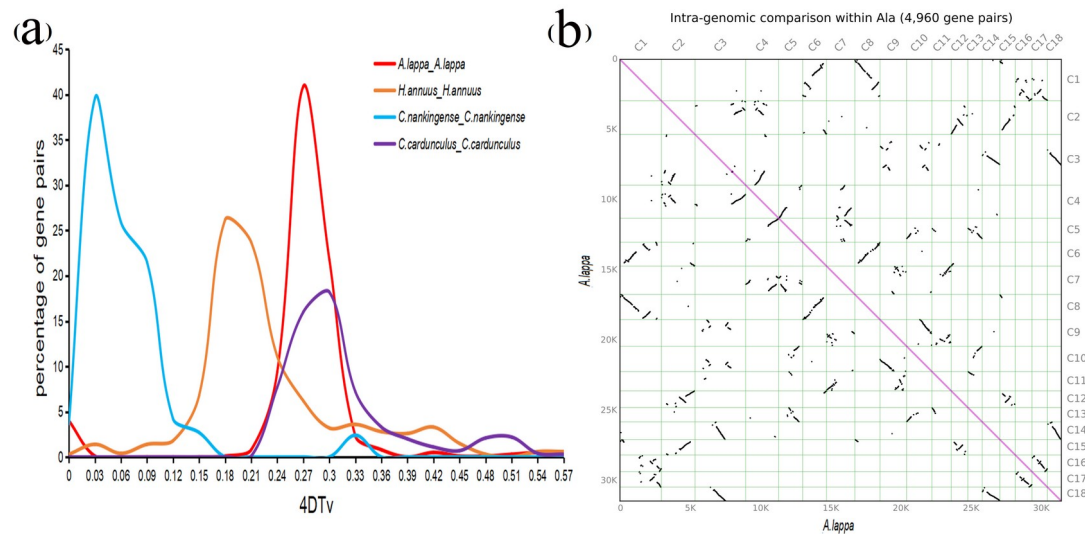 (a)
percentage of gene pairs
45
40
35
30
25
20
15
10
5
0
0 0.03 0.06 0.09 0.12 0.15 0.18 0.21 0.24 0.27 0.3 0.33 0.36 0.39 0.42 0.45 0.48 0.51 0.54 0.57
4DTv
A.lappa_A.lappa
H.annuus_H.annuus
C.nankingense_C.nankingense
C.cardunculus_C.cardunculus
(b)
Intra-genomic comparison within Ala (4,960 gene pairs)
C1 C2 C3 C4 C5 C6 C7 C8 C9 C10 C11 C12 C13 C14 C15 C16 C17 C18
0
5K
10K
15K
20K
25K
30K
A.lappa
C1
C2
C3
C4
C5
C6
C7
C8
C9
C10
C11
C12
C13
C14
C15
C16
C17
C18
0 5K 10K 15K 20K 25K 30K
A.lappa